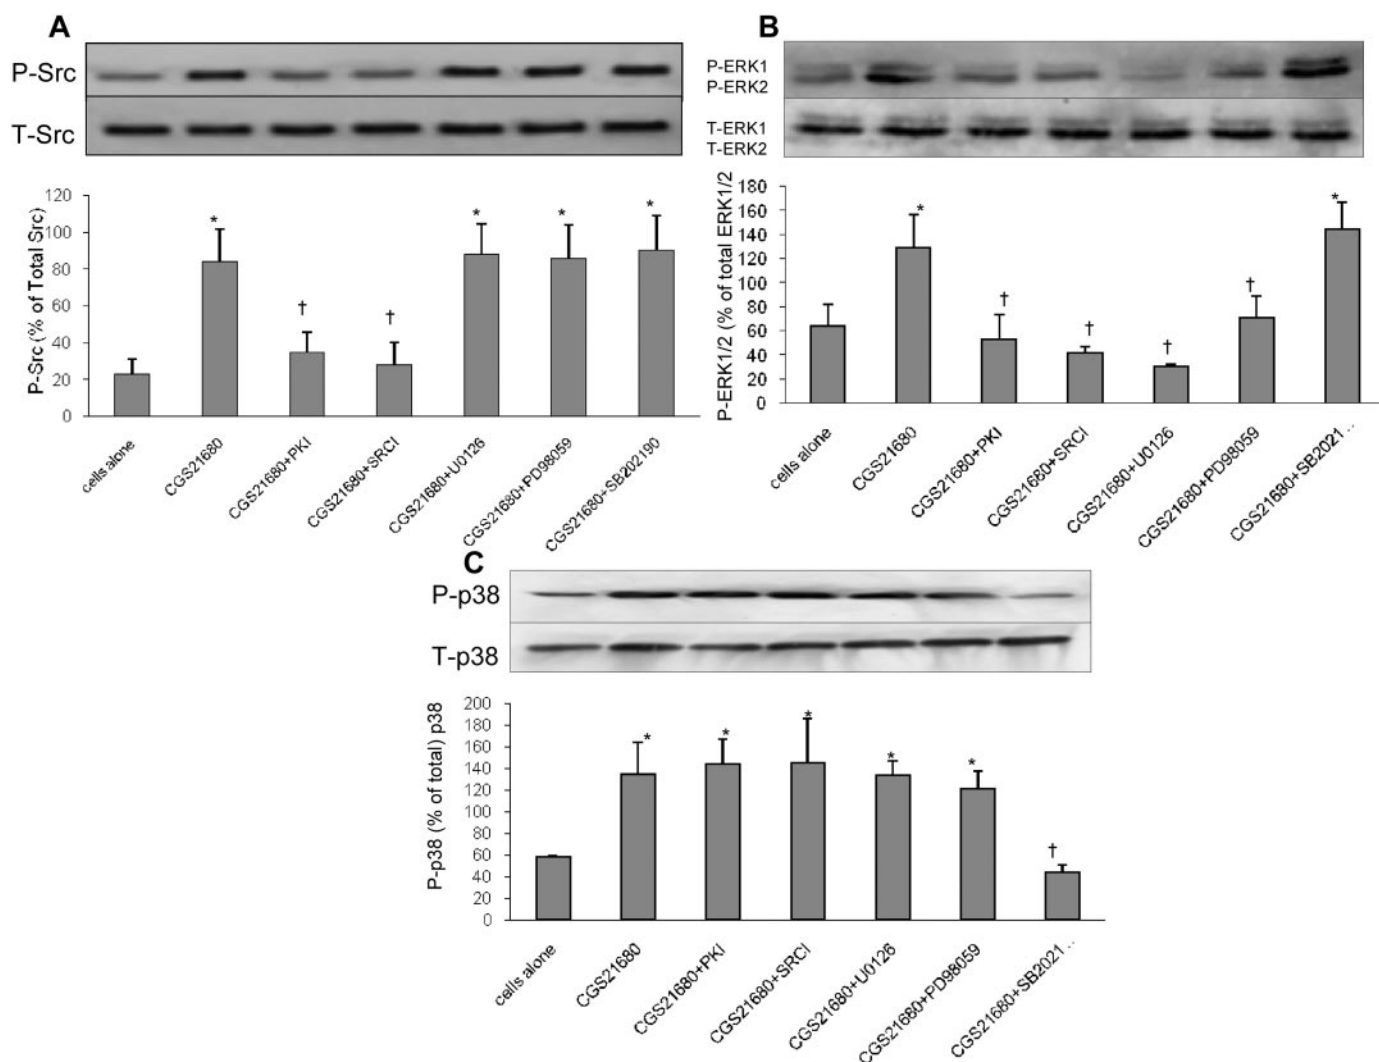 A
P-Src
T-Src
P-Src (% of Total Src)
120
100
80
60
40
20
0
*
†
†
*
*
*
cells alone
CGS21680
CGS21680+PKI
CGS21680+SRCI
CGS21680+U0126
CGS21680+PD98059
CGS21680+SB202190
B
P-ERK1
P-ERK2
T-ERK1
T-ERK2
P-ERK1/2 (% of total ERK1/2
180
160
140
120
100
80
60
40
20
0
*
†
†
†
†
*
cells alone
CGS21680
CGS21680+PKI
CGS21680+SRCI
CGS21680+U0126
CGS21680+PD98059
CGS21680+SB2021...
C
P-p38
T-p38
P-p38 (% of total) p38
200
180
160
140
120
100
80
60
40
20
0
*
*
*
*
*
†
cells alone
CGS21680
CGS21680+PKI
CGS21680+SRCI
CGS21680+U0126
CGS21680+PD98059
CGS21680+SB2021...